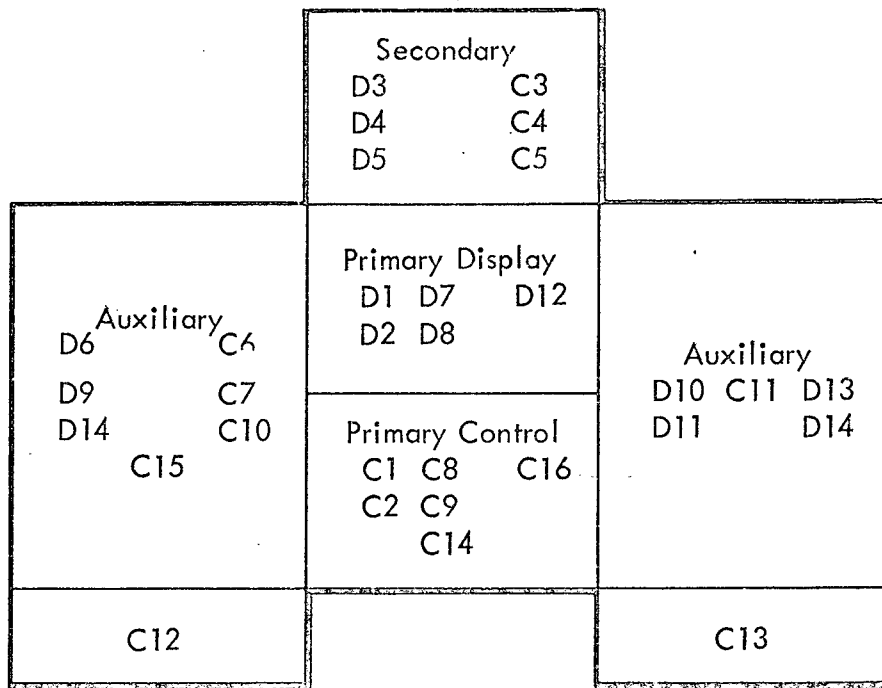 Secondary
D3 C3
D4 C4
D5 C5
Primary Display
D1 D7 D12
D2 D8
Auxiliary
D6 C6
D9 C7
D14 C10
C15
Primary Control
C1 C8 C16
C2 C9
C14
Auxiliary
D10 C11 D13
D11 D14
C12
C13